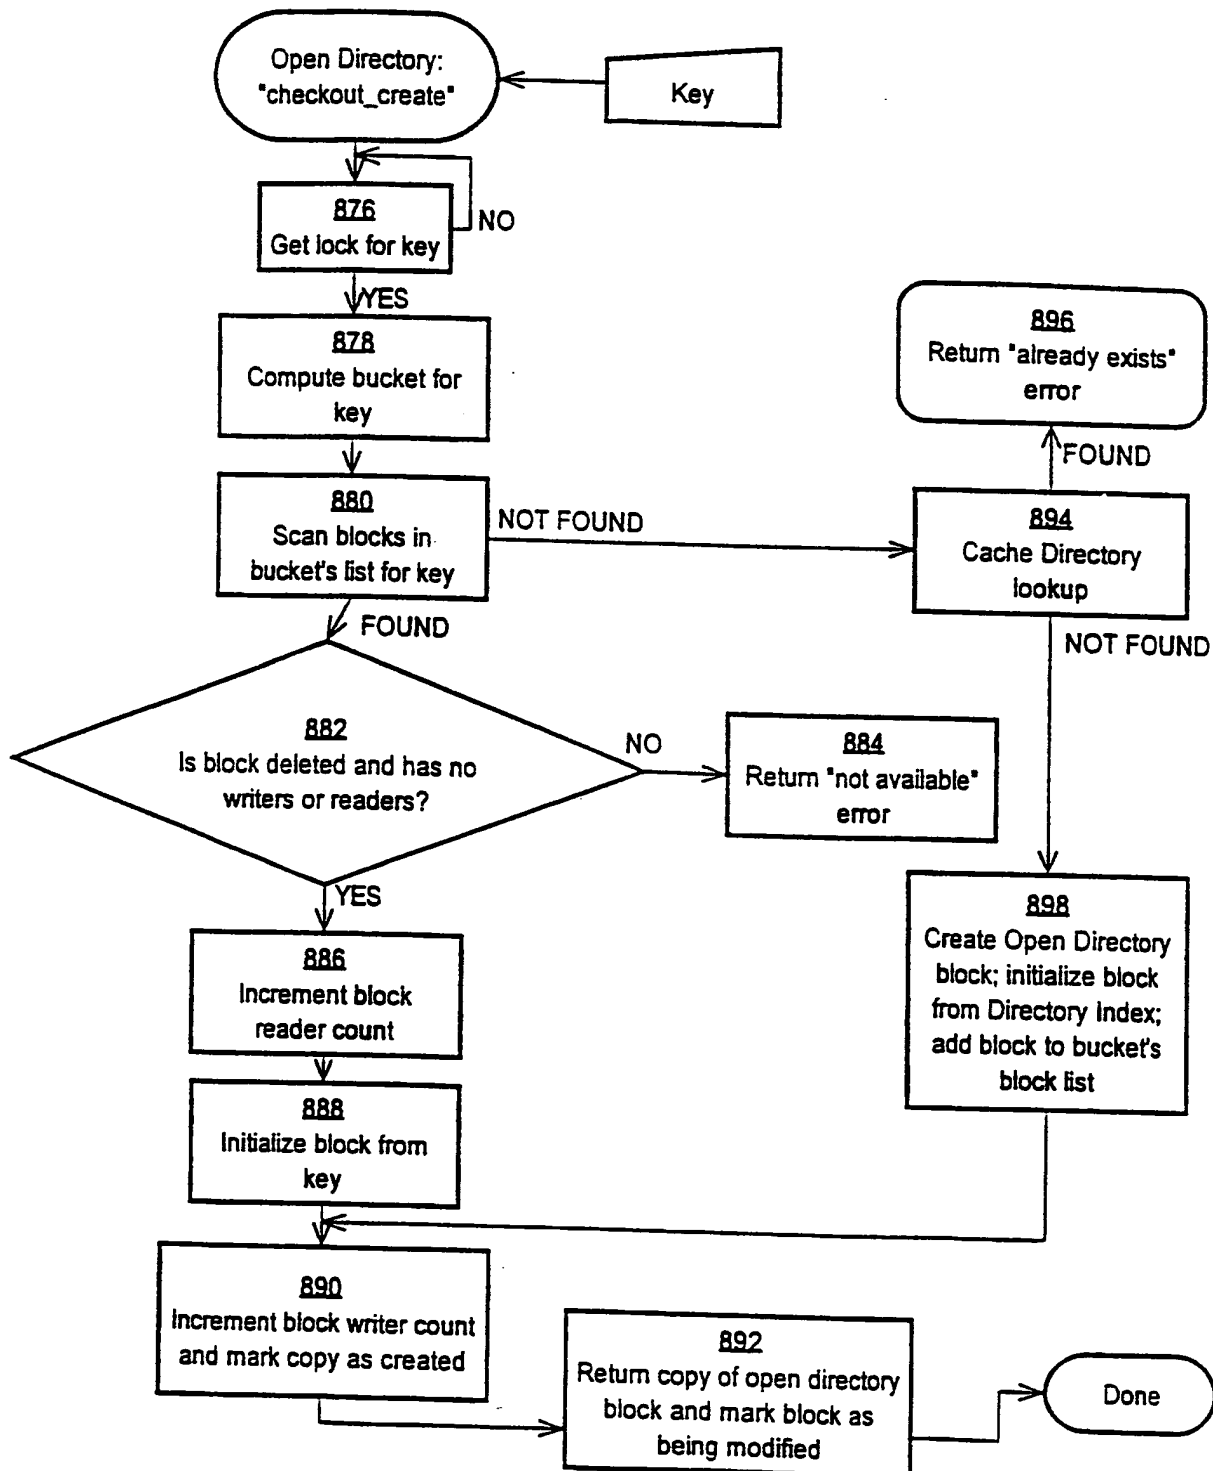 Open Directory:
"checkout_create"
Key
876
Get lock for key
NO
YES
878
Compute bucket for
key
880
Scan blocks in
bucket's list for key
NOT FOUND
FOUND
896
Return "already exists"
error
FOUND
894
Cache Directory
lookup
NOT FOUND
882
Is block deleted and has no
writers or readers?
NO
884
Return "not available"
error
YES
886
Increment block
reader count
888
Initialize block from
key
898
Create Open Directory
block; initialize block
from Directory Index;
add block to bucket's
block list
890
Increment block writer count
and mark copy as created
892
Return copy of open directory
block and mark block as
being modified
Done